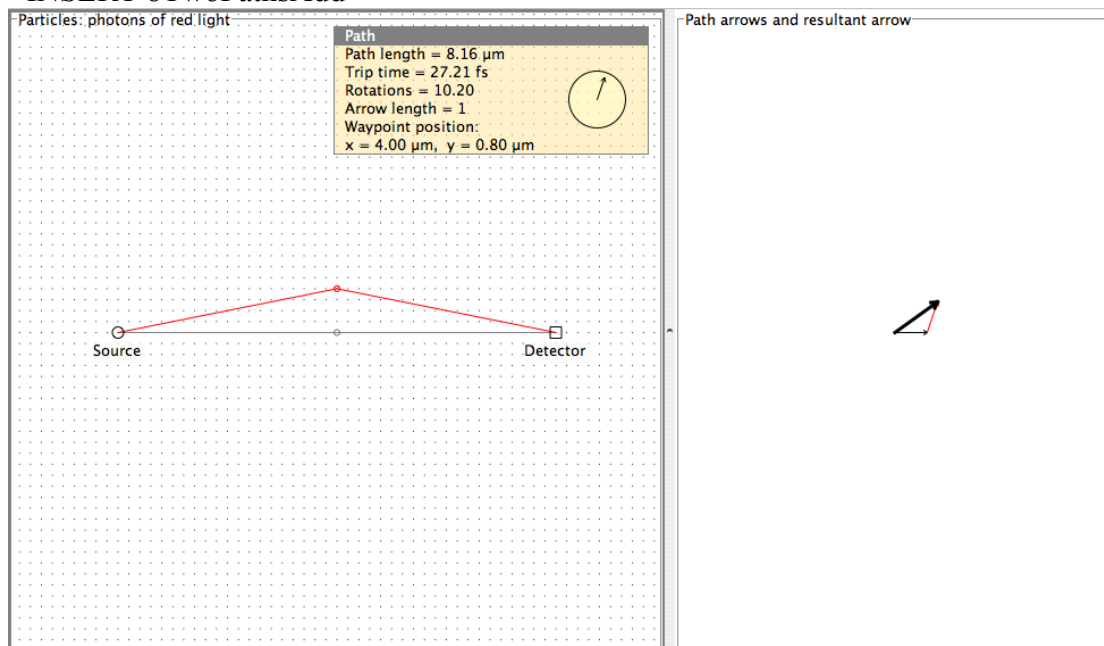 Particles: photons of red light
Path
Path length = 8.16 µm
Trip time = 27.21 fs
Rotations = 10.20
Arrow length = 1
Waypoint position:
x = 4.00 µm, y = 0.80 µm
Source
Detector
Path arrows and resultant arrow